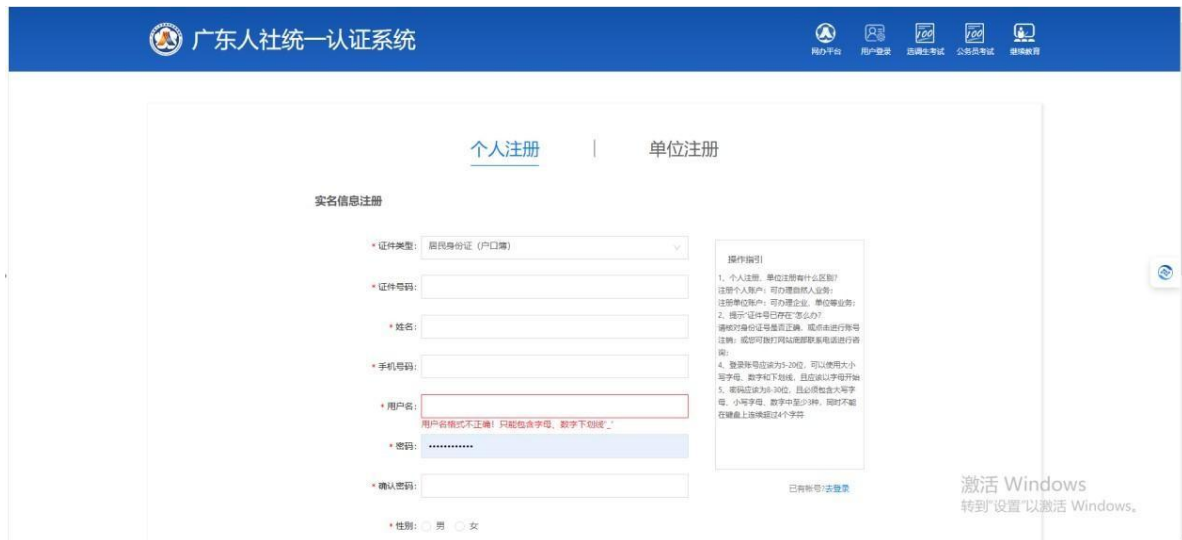 广东人社统一认证系统
网办平台 用户登录 选调生考试 公务员考试 继续教育
个人注册 | 单位注册
实名信息注册
* 证件类型: 居民身份证（户口簿）
* 证件号码:
* 姓名:
* 手机号码:
* 用户名:
用户名格式不正确！只能包含字母、数字下划线'_'
* 密码: ••••••••••••
* 确认密码:
* 性别: 男 女
操作指引
1、个人注册、单位注册有什么区别?
注册个人账户：可办理自然人业务;
注册单位账户：可办理企业、单位等业务;
2、提示"证件号已存在"怎么办?
请核对身份证号是否正确，或点击进行账号
注销；或您可拨打网站底部联系电话进行咨
询;
4、登录账号应该为5-20位，可以使用大小
写字母、数字和下划线，且应该以字母开始
5、密码应该为8-30位，且必须包含大写字
母、小写字母、数字中至少3种，同时不能
在键盘上连续超过4个字符
已有帐号?去登录
激活 Windows
转到"设置"以激活 Windows。